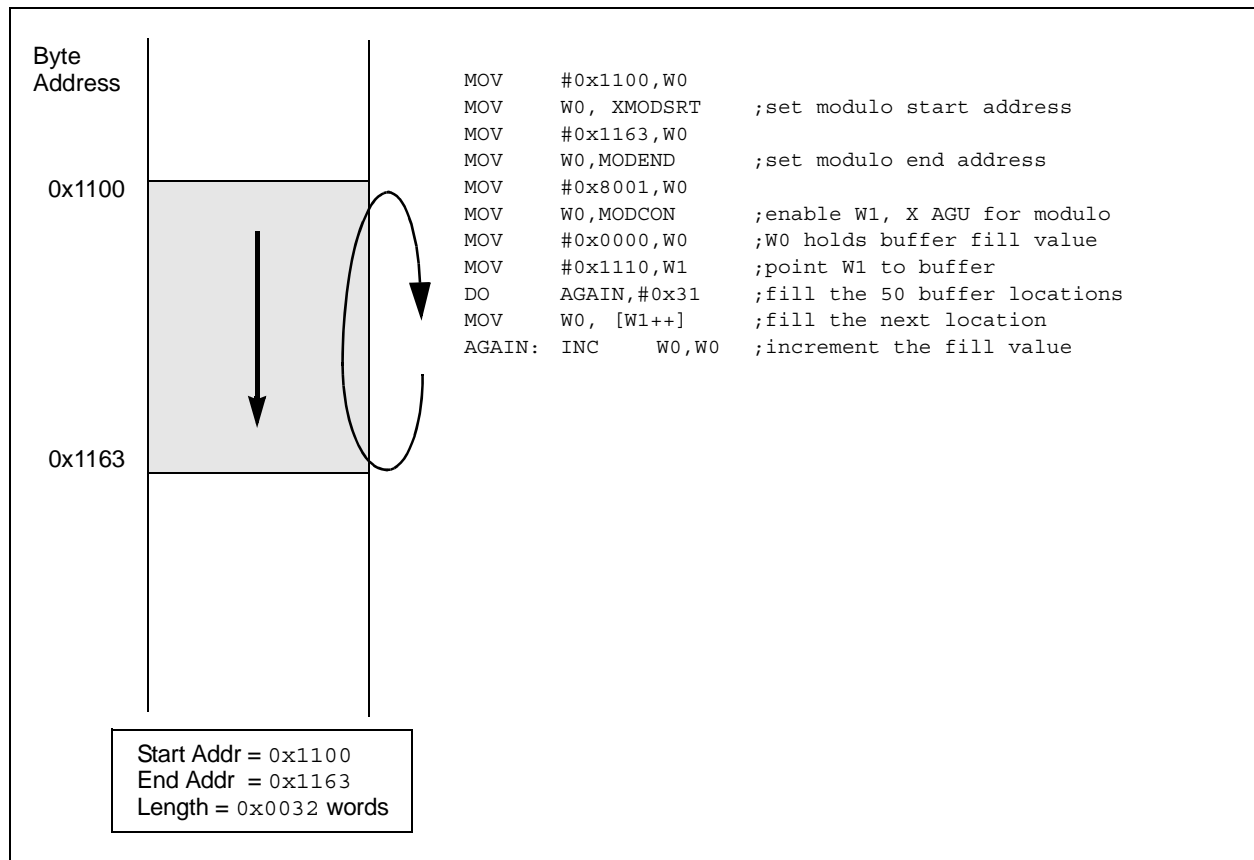 Byte
Address
MOV #0x1100,W0
MOV W0, XMODSRT ;set modulo start address
MOV #0x1163,W0
MOV W0,MODEND ;set modulo end address
MOV #0x8001,W0
MOV W0,MODCON ;enable W1, X AGU for modulo
MOV #0x0000,W0 ;W0 holds buffer fill value
MOV #0x1110,W1 ;point W1 to buffer
DO AGAIN,#0x31 ;fill the 50 buffer locations
MOV W0, [W1++] ;fill the next location
AGAIN: INC W0,W0 ;increment the fill value
0x1100
0x1163
Start Addr = 0x1100
End Addr = 0x1163
Length = 0x0032 words